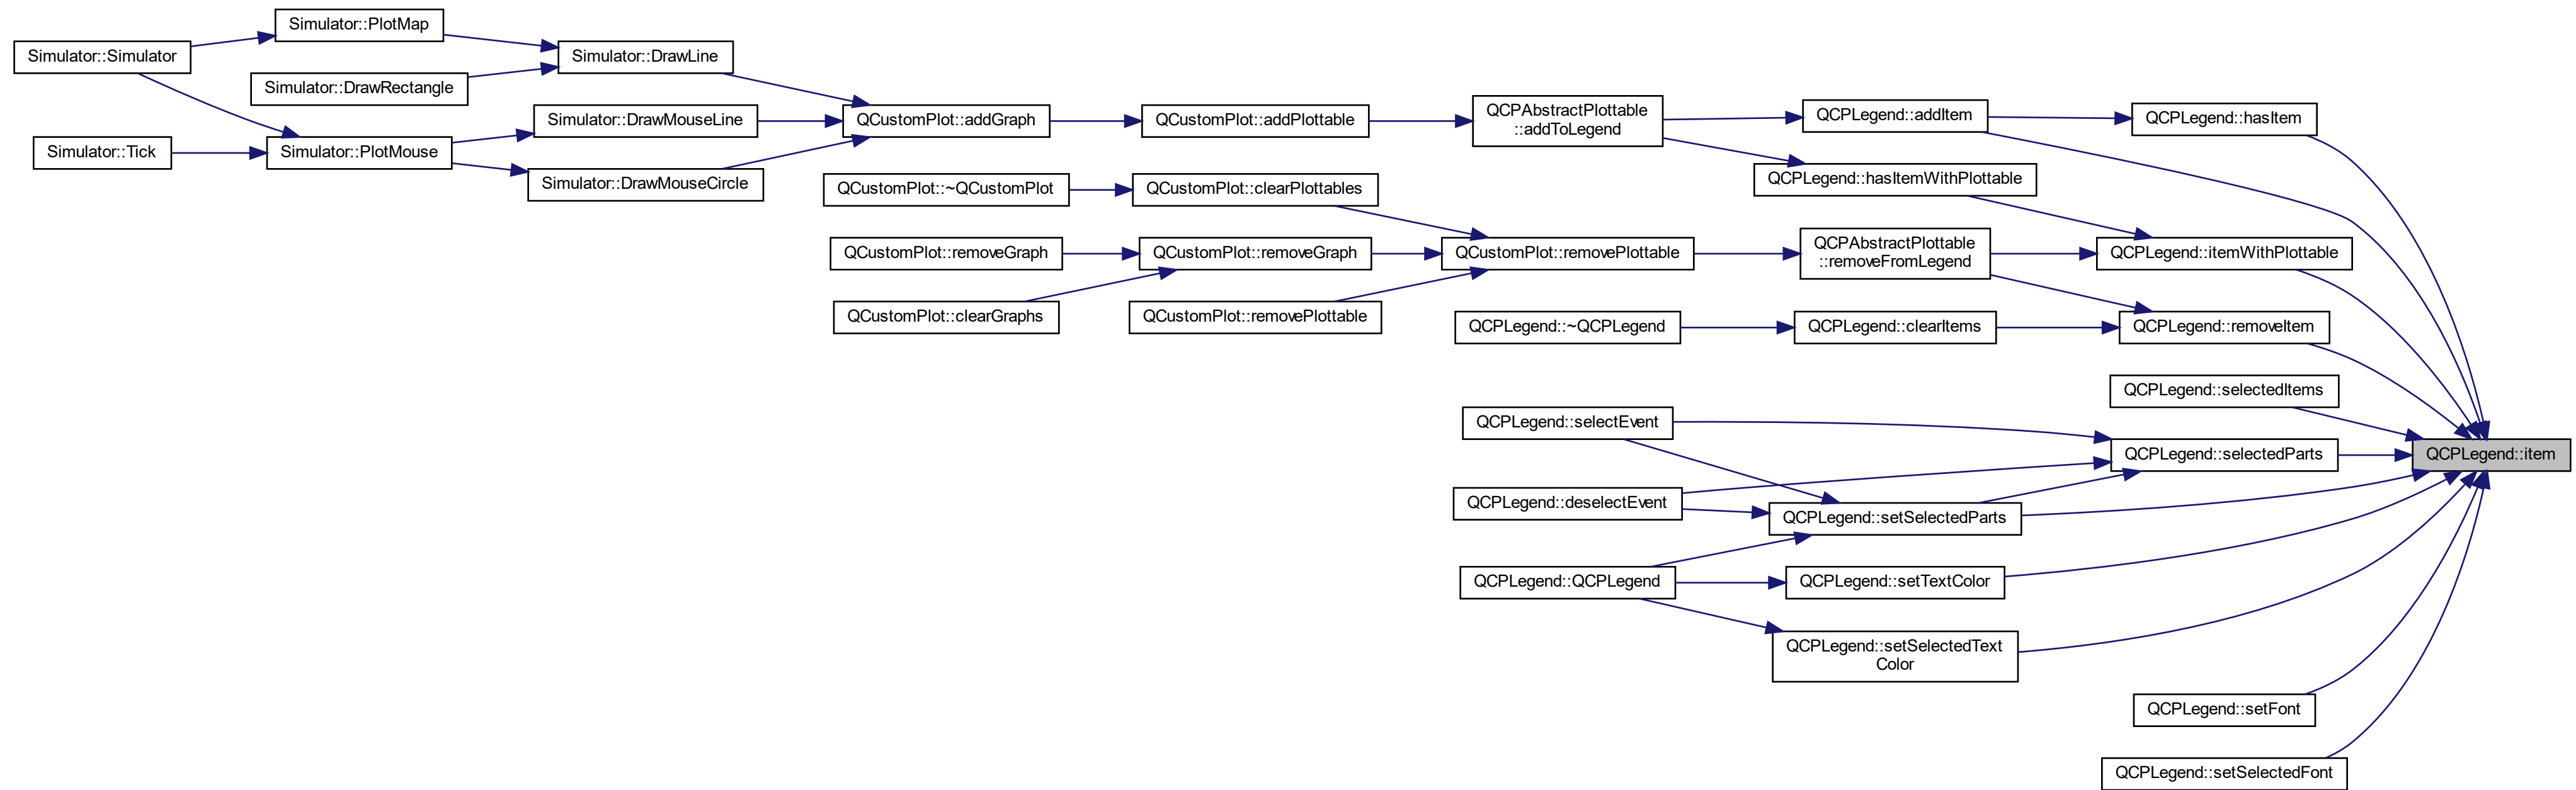 Simulator::PlotMap
Simulator::Simulator
Simulator::DrawLine
Simulator::DrawRectangle
QCPAbstractPlottable
::addToLegend
QCPLegend::addItem
QCPLegend::hasItem
Simulator::DrawMouseLine
QCustomPlot::addGraph
QCustomPlot::addPlottable
Simulator::Tick
Simulator::PlotMouse
Simulator::DrawMouseCircle
QCustomPlot::~QCustomPlot
QCustomPlot::clearPlottables
QCPLegend::hasItemWithPlottable
QCustomPlot::removeGraph
QCustomPlot::removeGraph
QCustomPlot::removePlottable
QCPAbstractPlottable
::removeFromLegend
QCPLegend::itemWithPlottable
QCustomPlot::clearGraphs
QCustomPlot::removePlottable
QCPLegend::~QCPLegend
QCPLegend::clearItems
QCPLegend::removeItem
QCPLegend::selectedItems
QCPLegend::selectEvent
QCPLegend::selectedParts
QCPLegend::item
QCPLegend::deselectEvent
QCPLegend::setSelectedParts
QCPLegend::QCPLegend
QCPLegend::setTextColor
QCPLegend::setSelectedText
Color
QCPLegend::setFont
QCPLegend::setSelectedFont